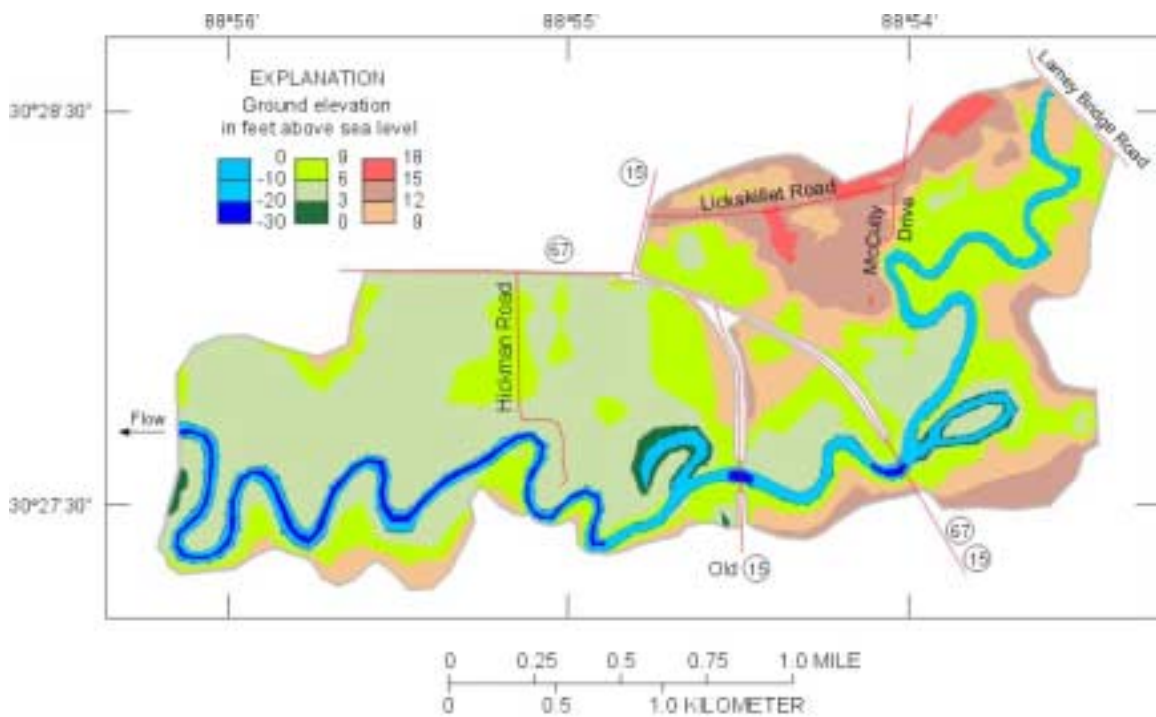 88°56'
88°55'
88°54'
30°28'30"
30°27'30"
EXPLANATION
Ground elevation
in feet above sea level
0
-10
-20
-30
9
6
3
0
18
15
12
9
Lamey Bridge Road
15
Lickskillet Road
McCully
Drive
67
Hickman Road
Flow
Old 15
67
15
0 0.25 0.5 0.75 1.0 MILE
0 0.5 1.0 KILOMETER